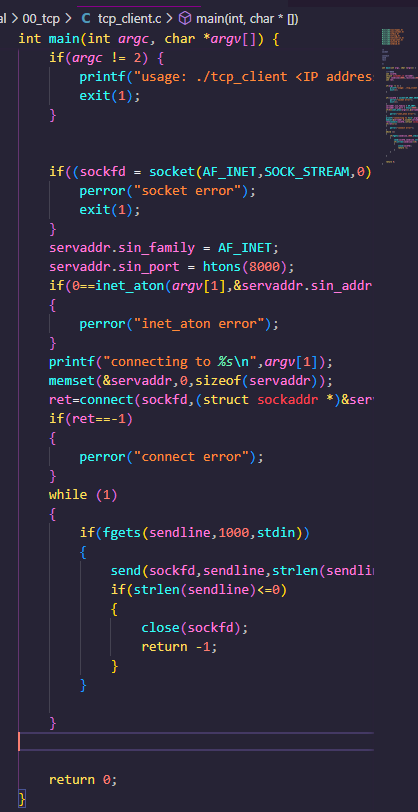 al > 00_tcp > C tcp_client.c > main(int, char * [])
int main(int argc, char *argv[]) {
if(argc != 2) {
printf("usage: ./tcp_client <IP address
exit(1);
}
if((sockfd = socket(AF_INET,SOCK_STREAM,0)
perror("socket error");
exit(1);
}
servaddr.sin_family = AF_INET;
servaddr.sin_port = htons(8000);
if(0==inet_aton(argv[1],&servaddr.sin_addr
{
perror("inet_aton error");
}
printf("connecting to %s\n",argv[1]);
memset(&servaddr,0,sizeof(servaddr));
ret=connect(sockfd,(struct sockaddr *)&serv
if(ret==-1)
{
perror("connect error");
}
while (1)
{
if(fgets(sendline,1000,stdin))
{
send(sockfd,sendline,strlen(sendlin
if(strlen(sendline)<=0)
{
close(sockfd);
return -1;
}
}
}
return 0;
}